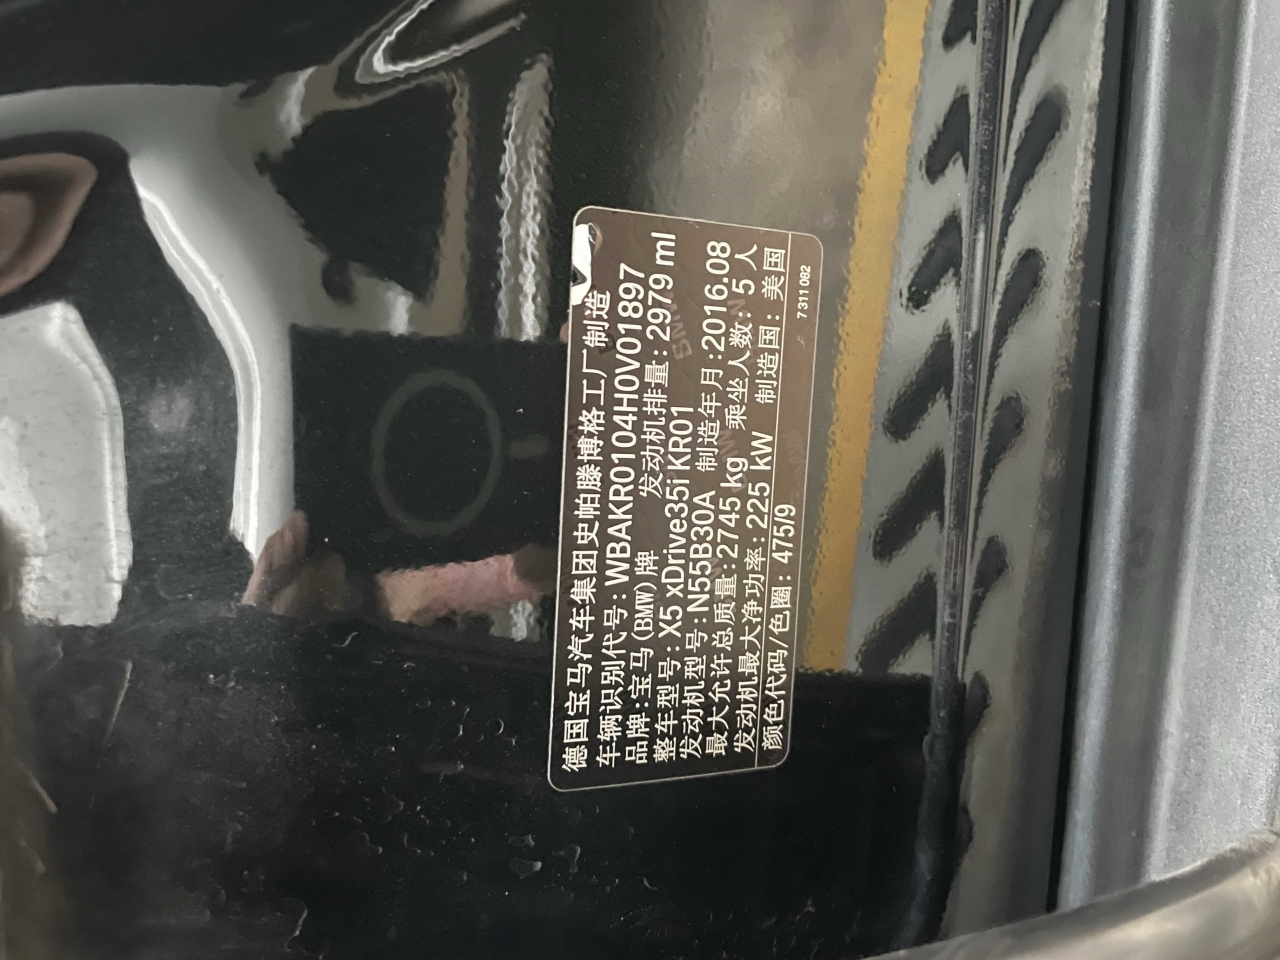 德国宝马汽车集团史帕滕博格工厂制造
车辆识别代号:WBAKR0104H0V01897
品牌:宝马(BMW)牌 发动机排量:2979 ml
整车型号:X5 xDrive35i KR01
发动机型号:N55B30A 制造年月:2016.08
最大允许总质量:2745 kg 乘坐人数:5 人
发动机最大净功率:225 kW 制造国:美国
颜色代码/色圈:475/9
7 311 082